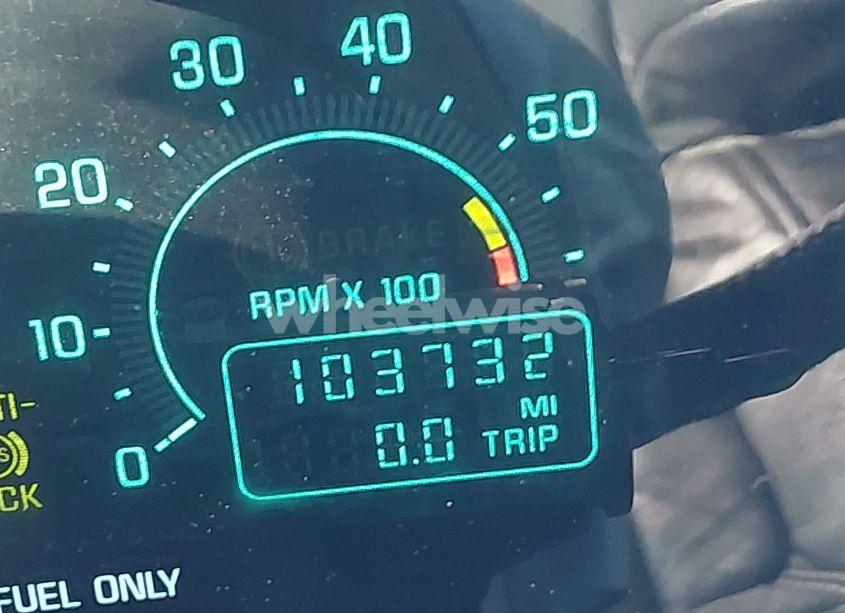 40
30
50
20
BRAKE
RPM X 100
wheelwise
10
103732
MI
0.0 TRIP
0
FUEL ONLY